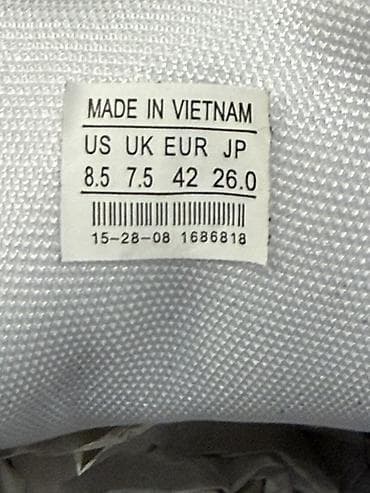 MADE IN VIETNAM
US UK EUR JP
8.5 7.5 42 26.0
15-28-08 1686818